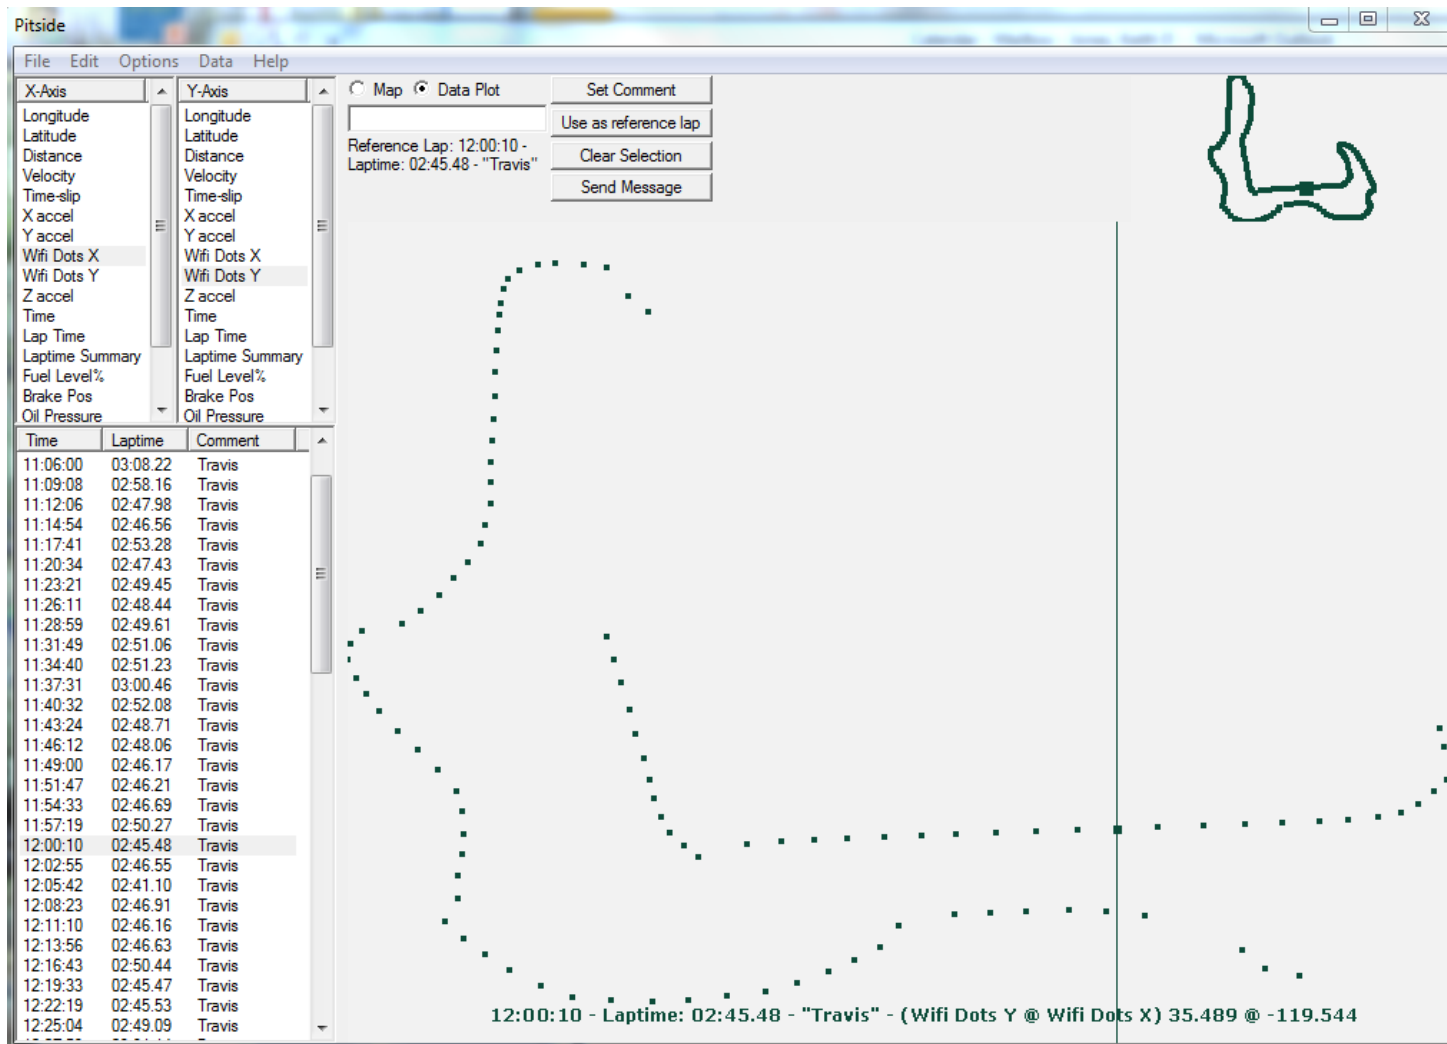 Pitside
File Edit Options Data Help
X-Axis
Longitude
Latitude
Distance
Velocity
Time-slip
X accel
Y accel
Wifi Dots X
Wifi Dots Y
Z accel
Time
Lap Time
Laptime Summary
Fuel Level%
Brake Pos
Oil Pressure
Y-Axis
Longitude
Latitude
Distance
Velocity
Time-slip
X accel
Y accel
Wifi Dots X
Wifi Dots Y
Z accel
Time
Lap Time
Laptime Summary
Fuel Level%
Brake Pos
Oil Pressure
Map Data Plot
Reference Lap: 12:00:10 -
Laptime: 02:45.48 - "Travis"
Set Comment
Use as reference lap
Clear Selection
Send Message
Time Laptime Comment
11:06:00 03:08.22 Travis
11:09:08 02:58.16 Travis
11:12:06 02:47.98 Travis
11:14:54 02:46.56 Travis
11:17:41 02:53.28 Travis
11:20:34 02:47.43 Travis
11:23:21 02:49.45 Travis
11:26:11 02:48.44 Travis
11:28:59 02:49.61 Travis
11:31:49 02:51.06 Travis
11:34:40 02:51.23 Travis
11:37:31 03:00.46 Travis
11:40:32 02:52.08 Travis
11:43:24 02:48.71 Travis
11:46:12 02:48.06 Travis
11:49:00 02:46.17 Travis
11:51:47 02:46.21 Travis
11:54:33 02:46.69 Travis
11:57:19 02:50.27 Travis
12:00:10 02:45.48 Travis
12:02:55 02:46.55 Travis
12:05:42 02:41.10 Travis
12:08:23 02:46.91 Travis
12:11:10 02:46.16 Travis
12:13:56 02:46.63 Travis
12:16:43 02:50.44 Travis
12:19:33 02:45.47 Travis
12:22:19 02:45.53 Travis
12:25:04 02:49.09 Travis
12:00:10 - Laptime: 02:45.48 - "Travis" - (Wifi Dots Y @ Wifi Dots X) 35.489 @ -119.544